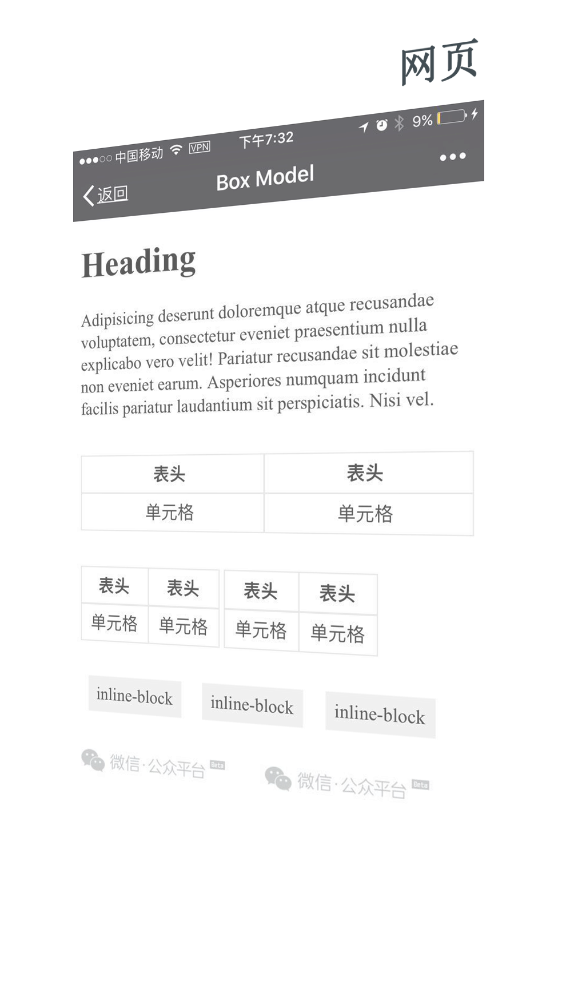 网页
中国移动 VPN 下午7:32 9%
返回 Box Model
Heading
Adipisicing deserunt doloremque atque recusandae
voluptatem, consectetur eveniet praesentium nulla
explicabo vero velit! Pariatur recusandae sit molestiae
non eveniet earum. Asperiores numquam incidunt
facilis pariatur laudantium sit perspiciatis. Nisi vel.
表头 表头
单元格 单元格
表头 表头 表头 表头
单元格 单元格 单元格 单元格
inline-block inline-block inline-block
微信·公众平台 Beta 微信·公众平台 Beta